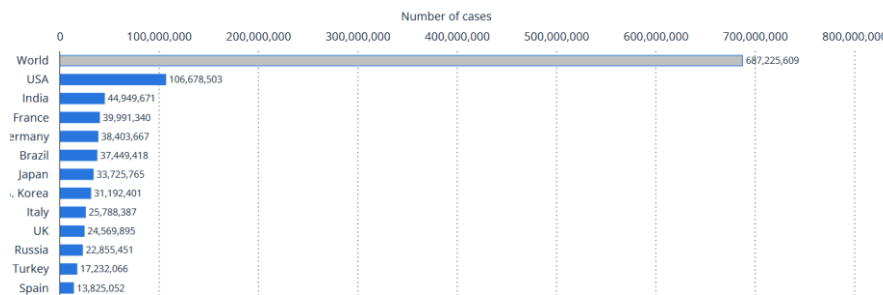 Number of cases
0 100,000,000 200,000,000 300,000,000 400,000,000 500,000,000 600,000,000 700,000,000 800,000,000
World 687,225,609
USA 106,678,503
India 44,949,671
France 39,991,340
ermany 38,403,667
Brazil 37,449,418
Japan 33,725,765
. Korea 31,192,401
Italy 25,788,387
UK 24,569,895
Russia 22,855,451
Turkey 17,232,066
Spain 13,825,052